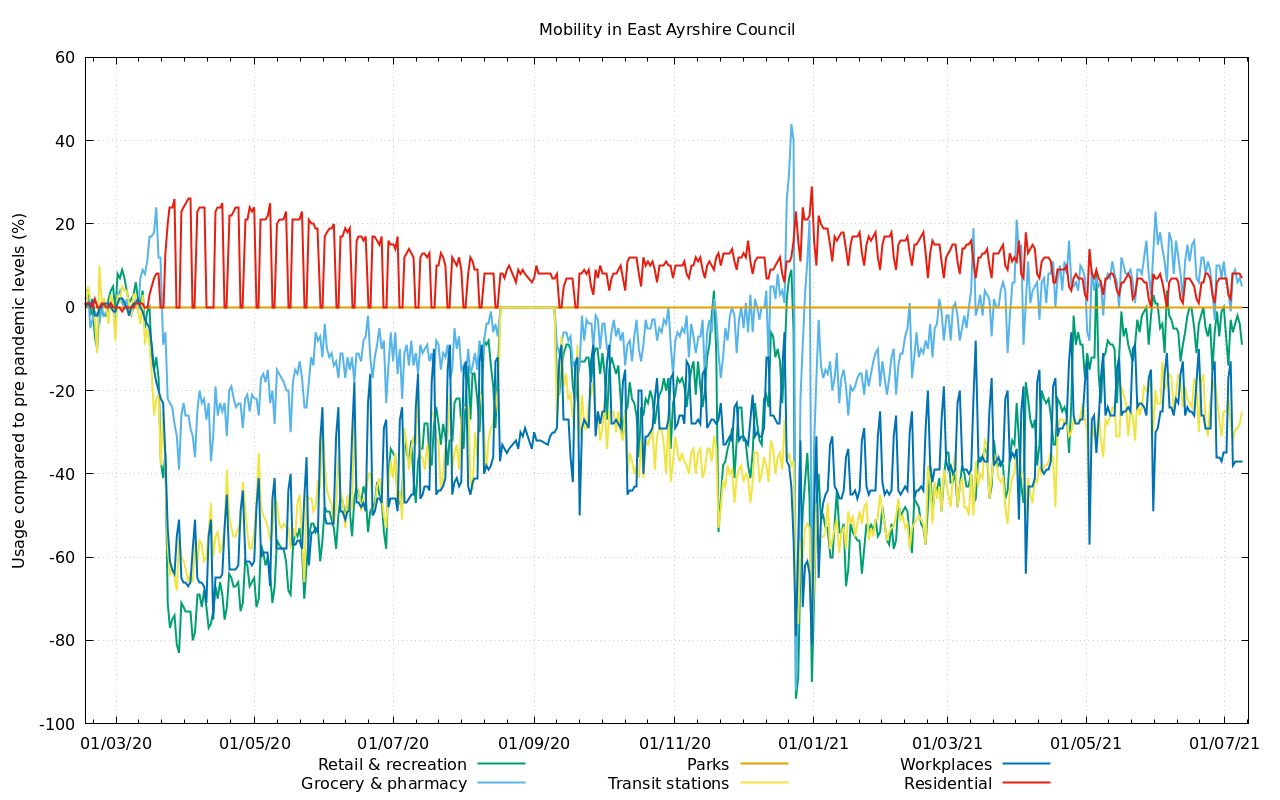 Mobility in East Ayrshire Council
Usage compared to pre pandemic levels (%)
60
40
20
0
-20
-40
-60
-80
-100
01/03/20 01/05/20 01/07/20 01/09/20 01/11/20 01/01/21 01/03/21 01/05/21 01/07/21
Retail & recreation Parks Workplaces
Grocery & pharmacy Transit stations Residential